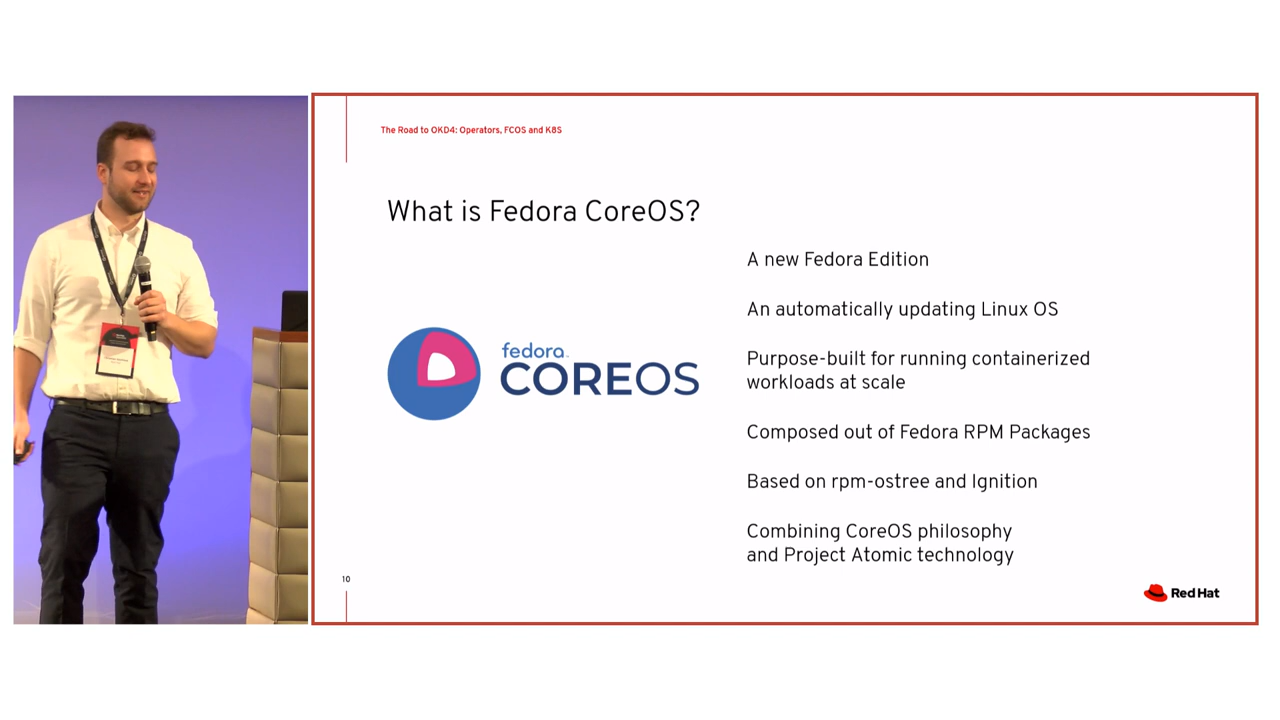 The Road to OKD4: Operators, FCOS and K8S
What is Fedora CoreOS?
fedora
COREOS
A new Fedora Edition
An automatically updating Linux OS
Purpose-built for running containerized
workloads at scale
Composed out of Fedora RPM Packages
Based on rpm-ostree and Ignition
Combining CoreOS philosophy
and Project Atomic technology
10
Red Hat